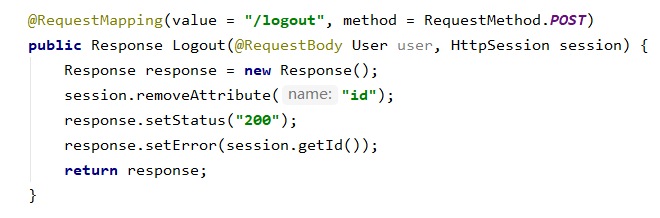 @RequestMapping(value = "/logout", method = RequestMethod.POST)
public Response Logout(@RequestBody User user, HttpSession session) {
    Response response = new Response();
    session.removeAttribute( name: "id");
    response.setStatus("200");
    response.setError(session.getId());
    return response;
}